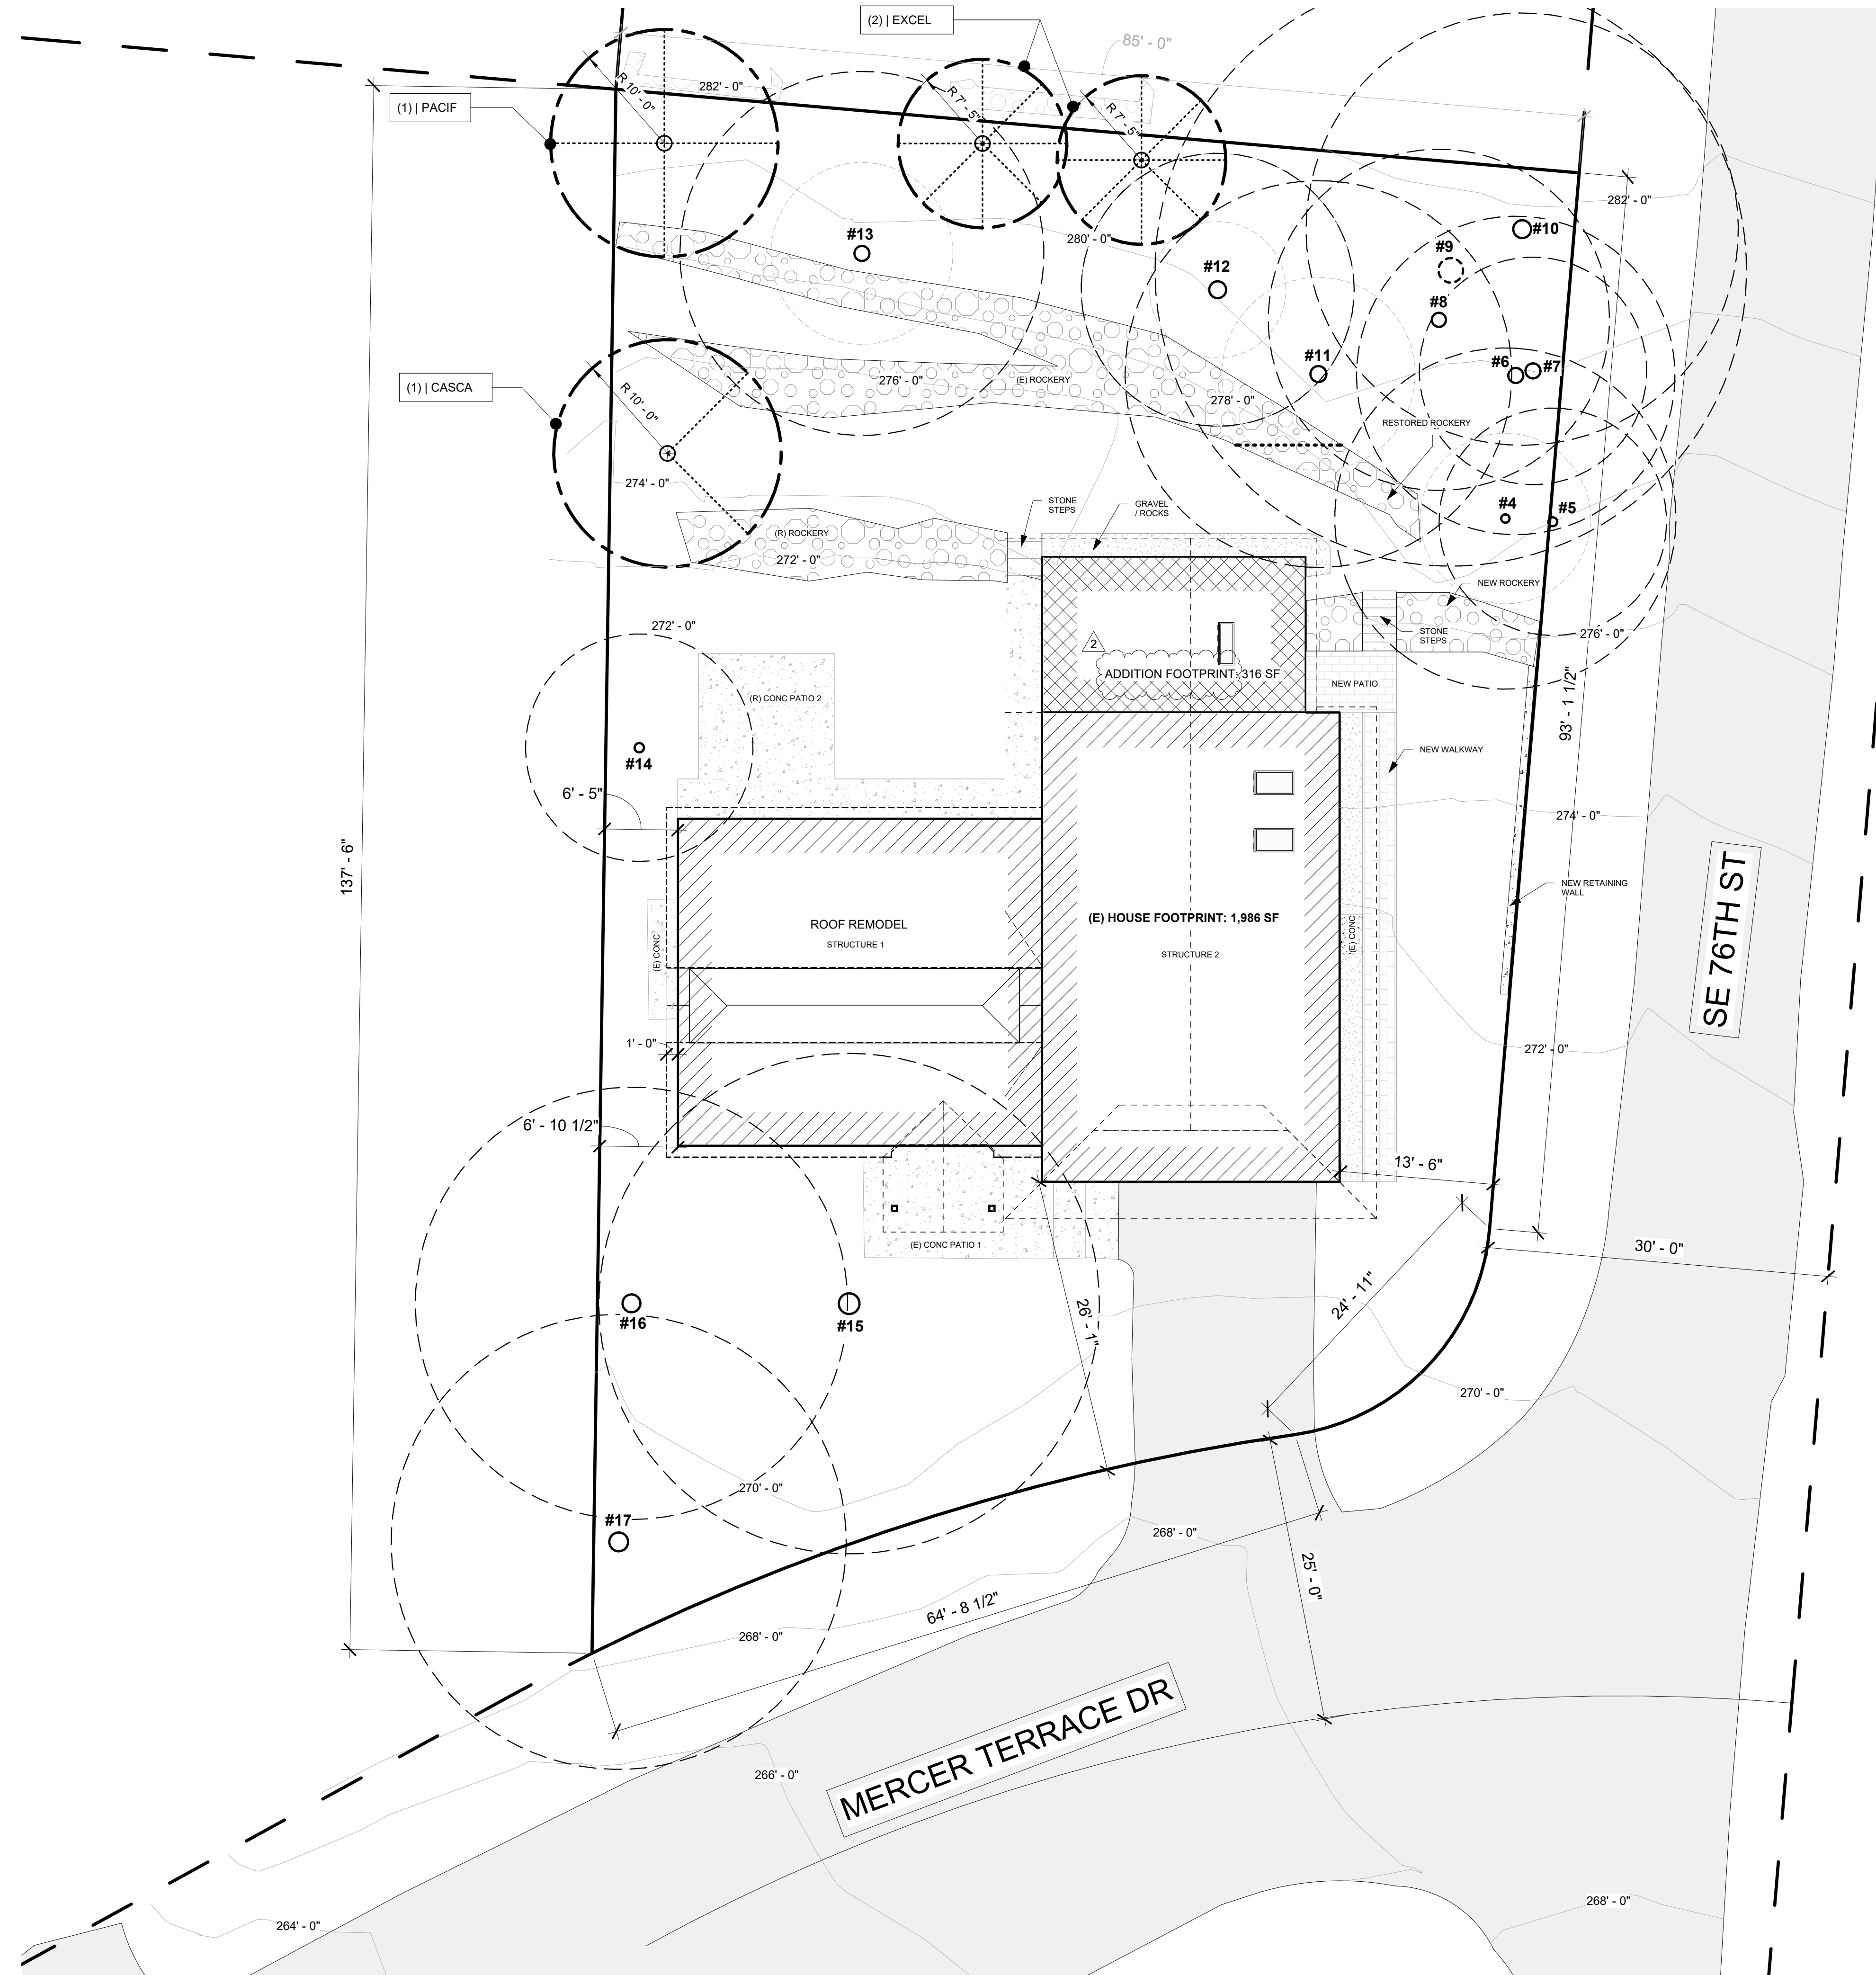 (2) | EXCEL
85' - 0"
R 10' - 0"
282' - 0"
R 7' - 5"
R 7' - 5"
(1) | PACIF
282' - 0"
#13
280' - 0"
#10
#9
#12
#8
#11
#6
#7
(1) | CASCA
R 10' - 0"
276' - 0"
(E) ROCKERY
278' - 0"
RESTORED ROCKERY
274' - 0"
STONE
STEPS
GRAVEL
/ ROCKS
#4
#5
(R) ROCKERY
272' - 0"
NEW ROCKERY
272' - 0"
STONE
STEPS
276' - 0"
2
ADDITION FOOTPRINT: 316 SF
NEW PATIO
93' - 1 1/2"
(R) CONC PATIO 2
NEW WALKWAY
#14
6' - 5"
274' - 0"
137' - 6"
NEW RETAINING
WALL
SE 76TH ST
(E) HOUSE FOOTPRINT: 1,986 SF
ROOF REMODEL
STRUCTURE 1
STRUCTURE 2
(E) CONC
(E) CONC
1' - 0"
272' - 0"
6' - 10 1/2"
13' - 6"
(E) CONC PATIO 1
30' - 0"
24' - 11"
26' - 1"
#16
#15
270' - 0"
270' - 0"
#17
268' - 0"
25' - 0"
64' - 8 1/2"
268' - 0"
MERCER TERRACE DR
266' - 0"
268' - 0"
264' - 0"